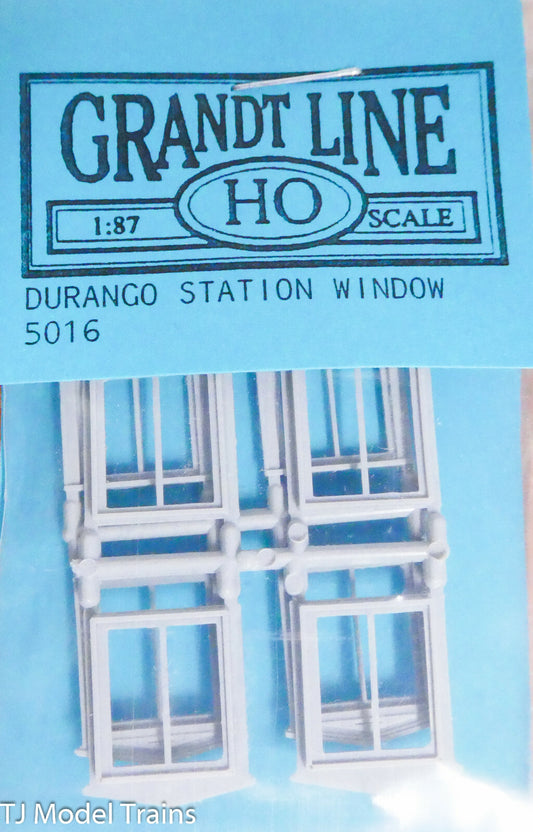 GRANDT LINE
1:87 HO SCALE
DURANGO STATION WINDOW
5016
TJ Model Trains